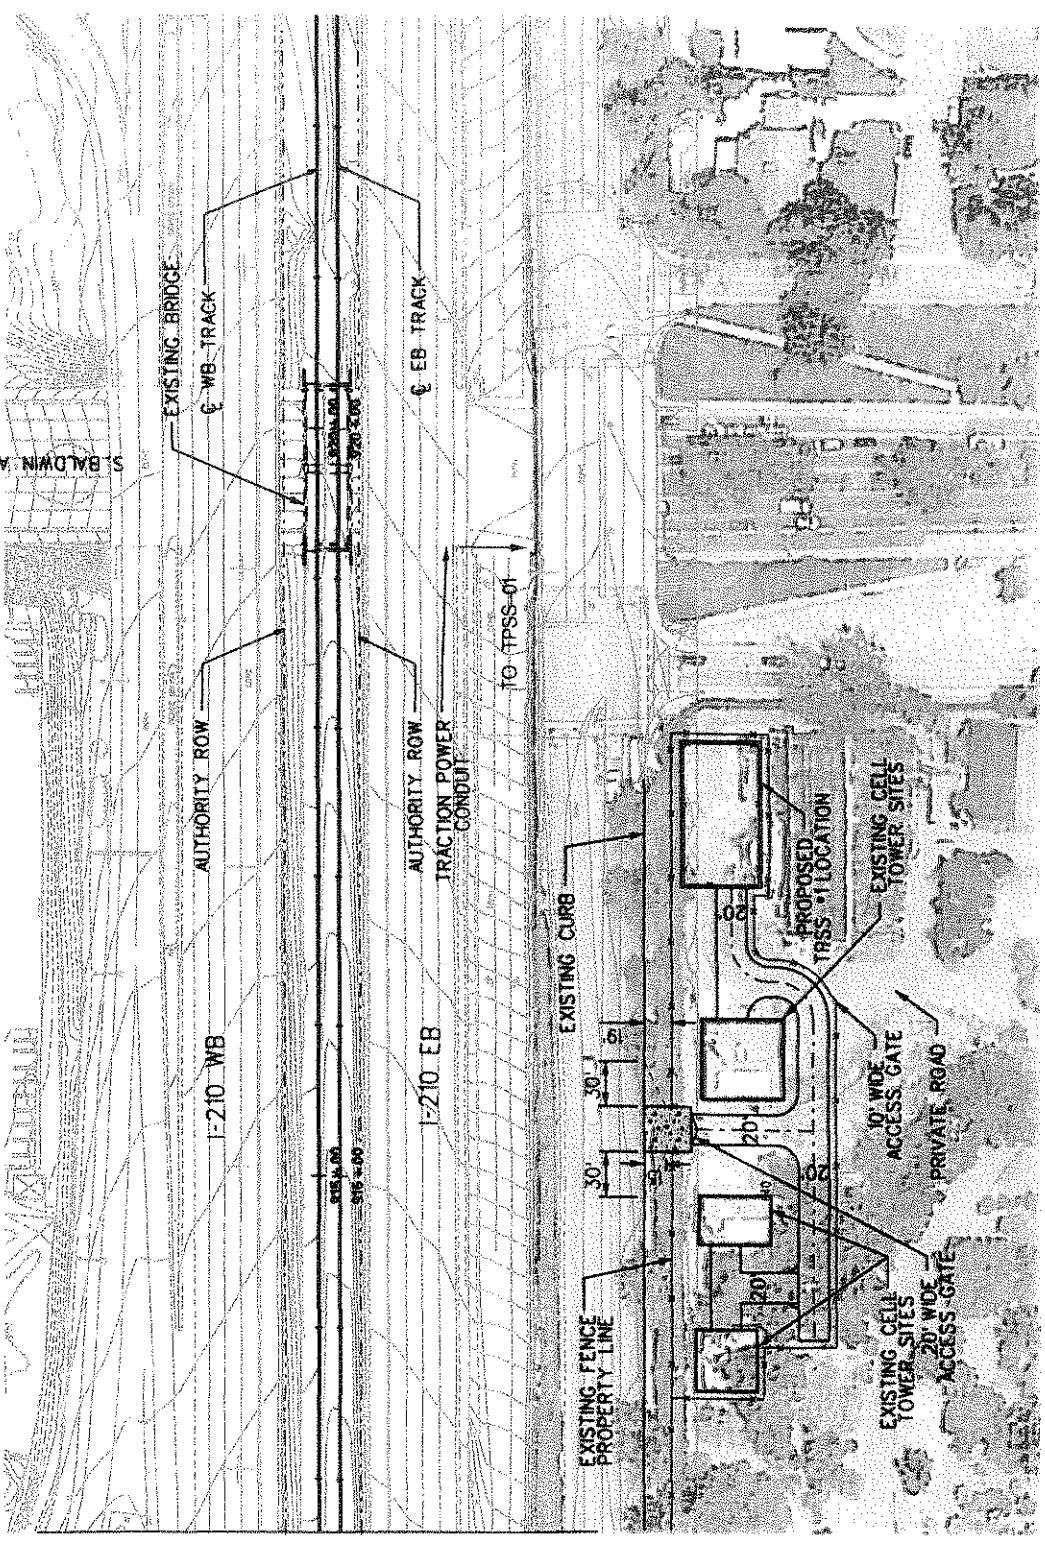 S. BALDWIN A
EXISTING BRIDGE
℄ WB TRACK
℄ EB TRACK
AUTHORITY ROW
AUTHORITY ROW
TRACTION POWER
CONDUIT
TO TPSS-01
I-210 WB
I-210 EB
EXISTING CURB
PROPOSED
TPSS #1 LOCATION
EXISTING CELL
TOWER SITES
20'
19'
30'
30'
20'
20'
20'
10' WIDE
ACCESS GATE
PRIVATE ROAD
EXISTING FENCE
PROPERTY LINE
EXISTING CELL
TOWER SITES
20' WIDE
ACCESS GATE